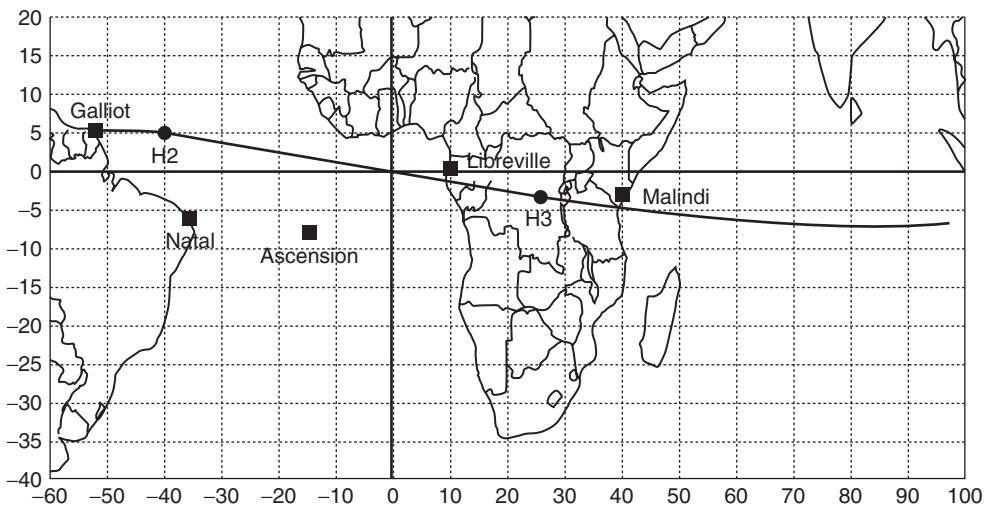 20
15
10
5
0
–5
–10
–15
–20
–25
–30
–35
–40
Galliot
H2
Libreville
H3
Malindi
Natal
Ascension
–60 –50 –40 –30 –20 –10 0 10 20 30 40 50 60 70 80 90 100